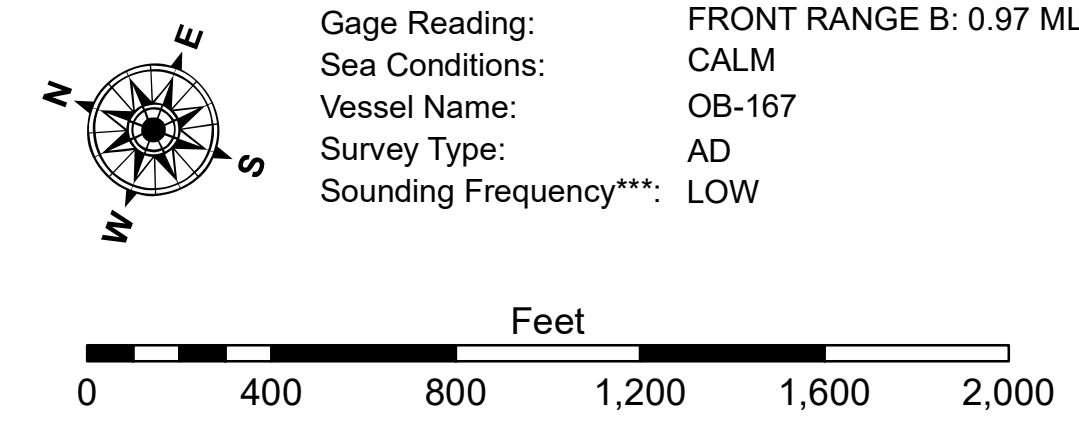 E
N
S
W
Gage Reading: FRONT RANGE B: 0.97 ML
Sea Conditions: CALM
Vessel Name: OB-167
Survey Type: AD
Sounding Frequency***: LOW
Feet
0 400 800 1,200 1,600 2,000